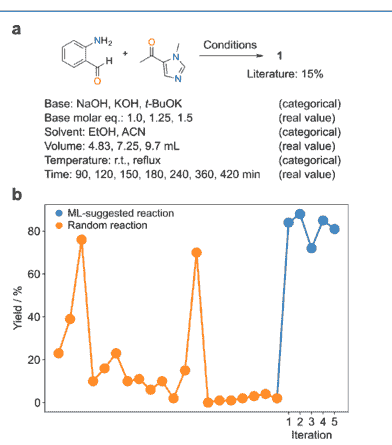 a
NH₂
H
O
+
O
N
N
Conditions
1
Literature: 15%
Base: NaOH, KOH, t-BuOK (categorical)
Base molar eq.: 1.0, 1.25, 1.5 (real value)
Solvent: EtOH, ACN (categorical)
Volume: 4.83, 7.25, 9.7 mL (real value)
Temperature: r.t., reflux (categorical)
Time: 90, 120, 150, 180, 240, 360, 420 min (real value)
b
ML-suggested reaction
Random reaction
Yield / %
80
60
40
20
0
1 2 3 4 5
Iteration